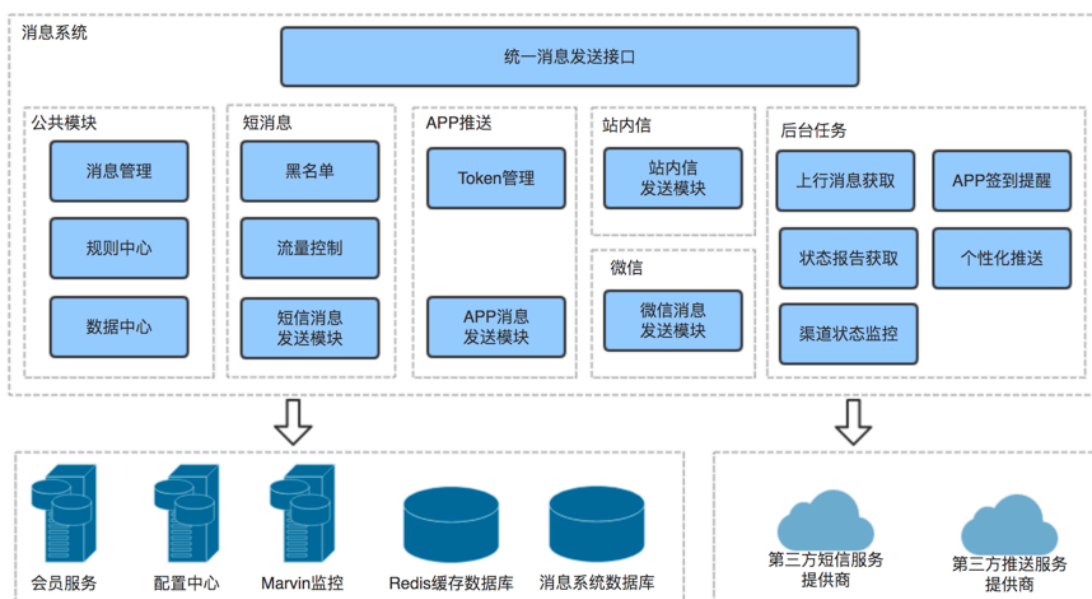 消息系统
统一消息发送接口
公共模块
消息管理
规则中心
数据中心
短消息
黑名单
流量控制
短信消息
发送模块
APP推送
Token管理
APP消息
发送模块
站内信
站内信
发送模块
微信
微信消息
发送模块
后台任务
上行消息获取
APP签到提醒
状态报告获取
个性化推送
渠道状态监控
会员服务
配置中心
Marvin监控
Redis缓存数据库
消息系统数据库
第三方短信服务
提供商
第三方推送服务
提供商